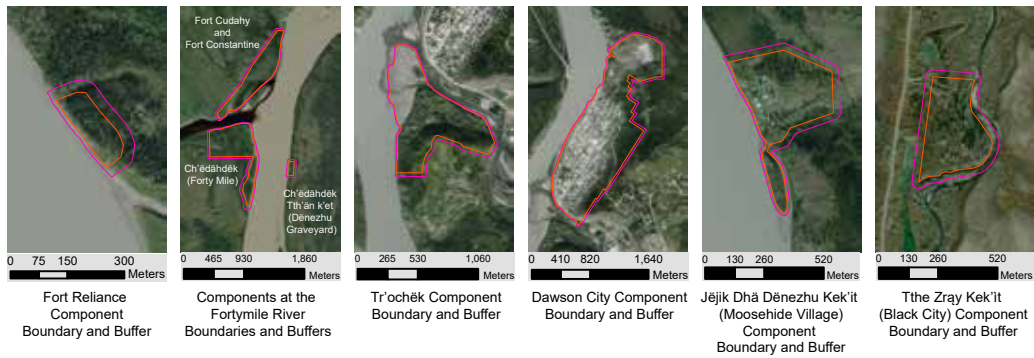 Fort Cudahy
and
Fort Constantine
Ch'ëdähdëk
(Forty Mile)
Ch'ëdähdëk
Tth'än k'et
(Dënezhu
Graveyard)
0 75 150 300
Meters
0 465 930 1,860
Meters
0 265 530 1,060
Meters
0 410 820 1,640
Meters
0 130 260 520
Meters
0 130 260 520
Meters
Fort Reliance
Component
Boundary and Buffer
Components at the
Fortymile River
Boundaries and Buffers
Tr'ochëk Component
Boundary and Buffer
Dawson City Component
Boundary and Buffer
Jëjik Dhä Dënezhu Kek'it
(Moosehide Village)
Component
Boundary and Buffer
Tthe Zra̧y Kek'ìt
(Black City) Component
Boundary and Buffer